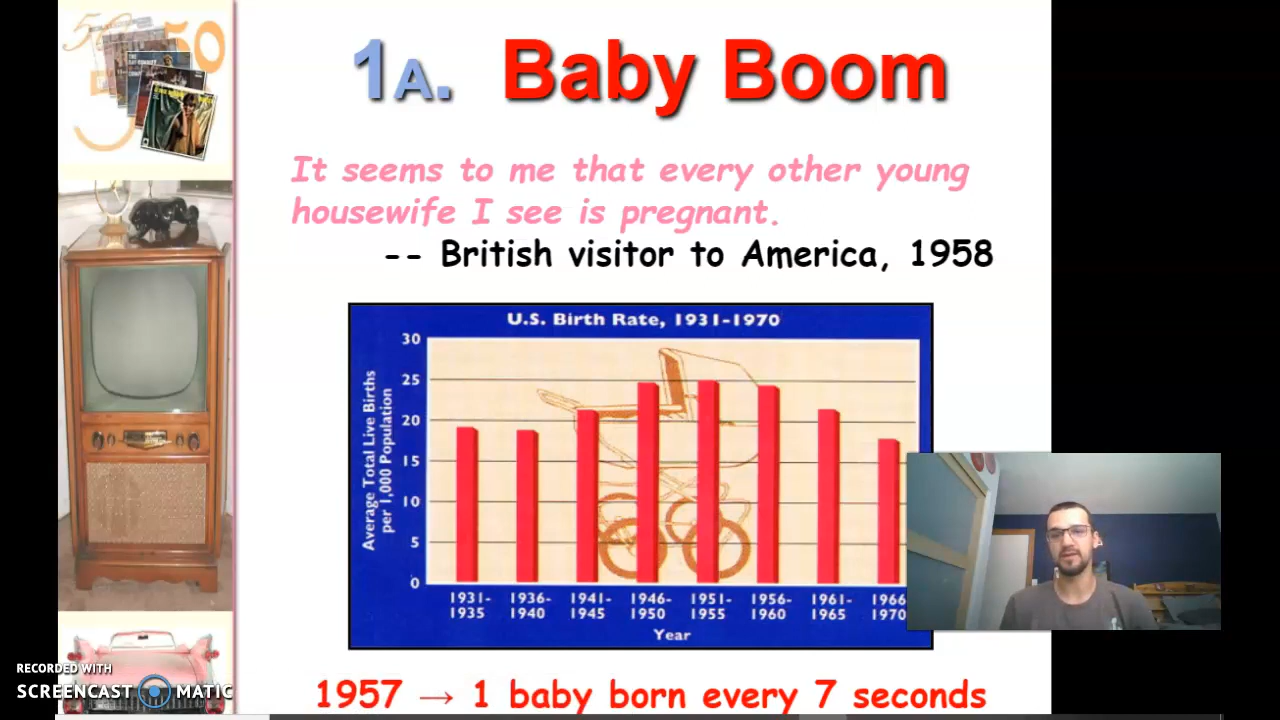 50
1A. Baby Boom
It seems to me that every other young
housewife I see is pregnant.
-- British visitor to America, 1958
U.S. Birth Rate, 1931-1970
Average Total Live Births
per 1,000 Population
30
25
20
15
10
5
0
1931-
1935
1936-
1940
1941-
1945
1946-
1950
1951-
1955
1956-
1960
1961-
1965
1966
1970
Year
1957 → 1 baby born every 7 seconds
RECORDED WITH
SCREENCAST MATIC